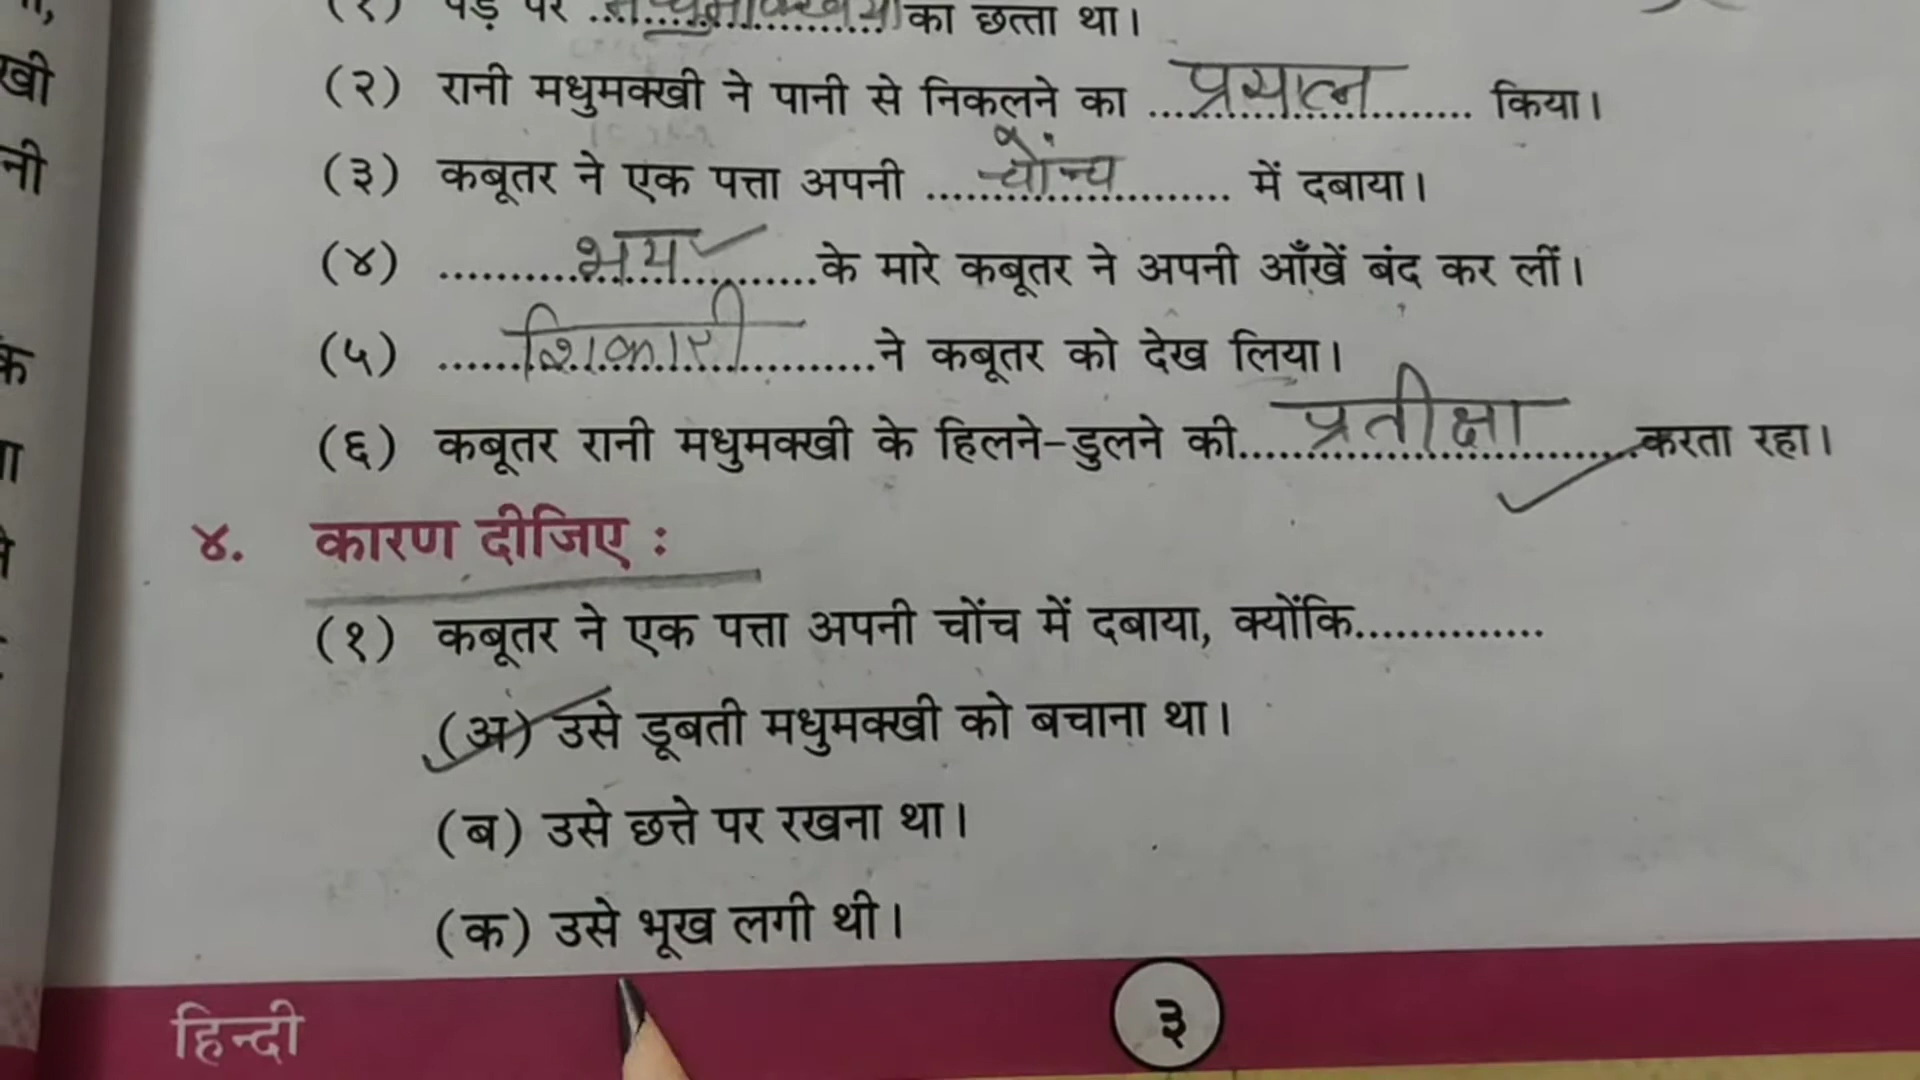 (१) पेड़ पर .................... का छत्ता था।
(२) रानी मधुमक्खी ने पानी से निकलने का ...प्रयत्न... किया।
(३) कबूतर ने एक पत्ता अपनी ...चोंन्च... में दबाया।
(४) ...भय... के मारे कबूतर ने अपनी आँखें बंद कर लीं।
(५) ...शिकारी... ने कबूतर को देख लिया।
(६) कबूतर रानी मधुमक्खी के हिलने-डुलने की...प्रतीक्षा...करता रहा।
४. कारण दीजिए :
(१) कबूतर ने एक पत्ता अपनी चोंच में दबाया, क्योंकि..............
(अ) उसे डूबती मधुमक्खी को बचाना था।
(ब) उसे छत्ते पर रखना था।
(क) उसे भूख लगी थी।
हिन्दी
३